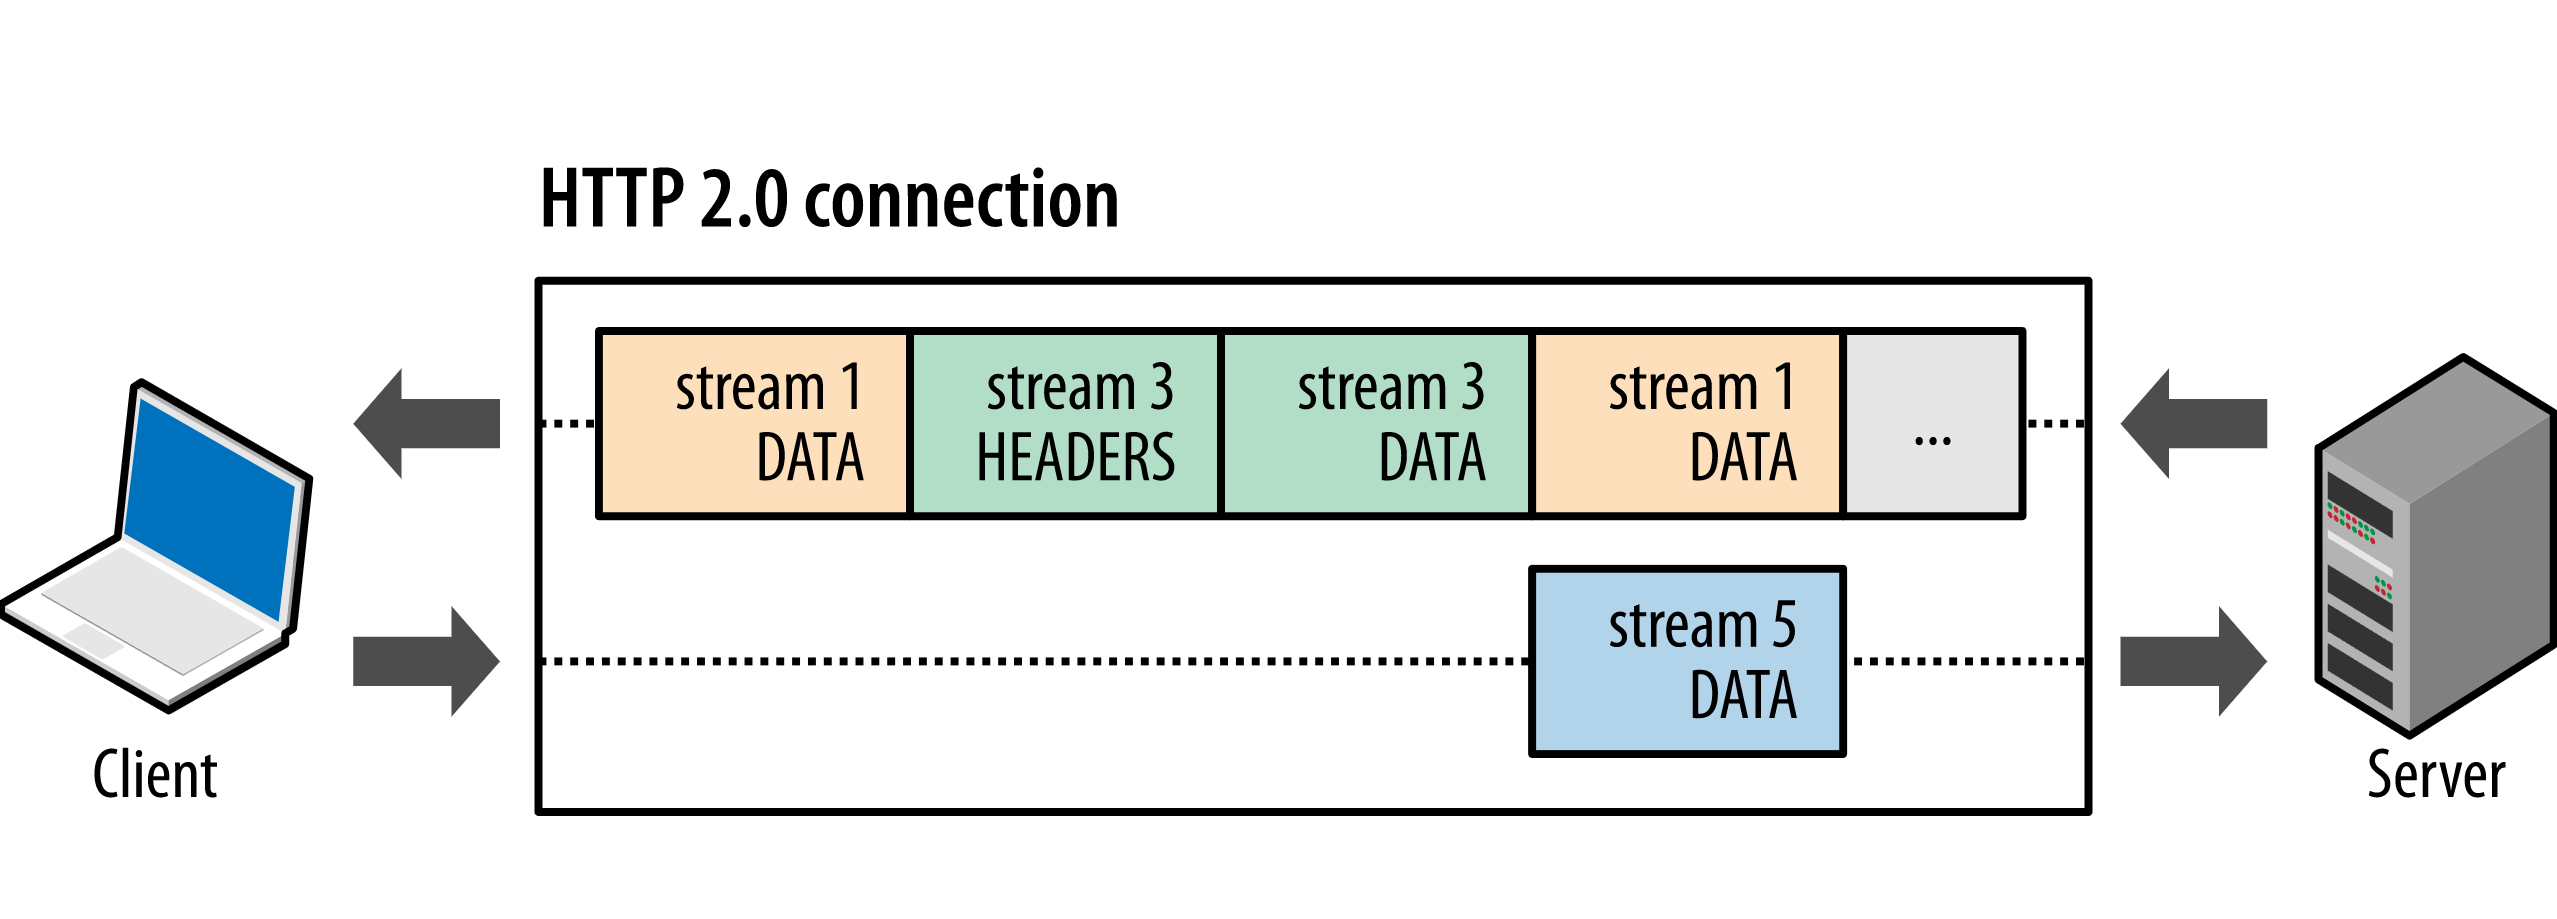 HTTP 2.0 connection
stream 1
DATA
stream 3
HEADERS
stream 3
DATA
stream 1
DATA
...
stream 5
DATA
Client
Server